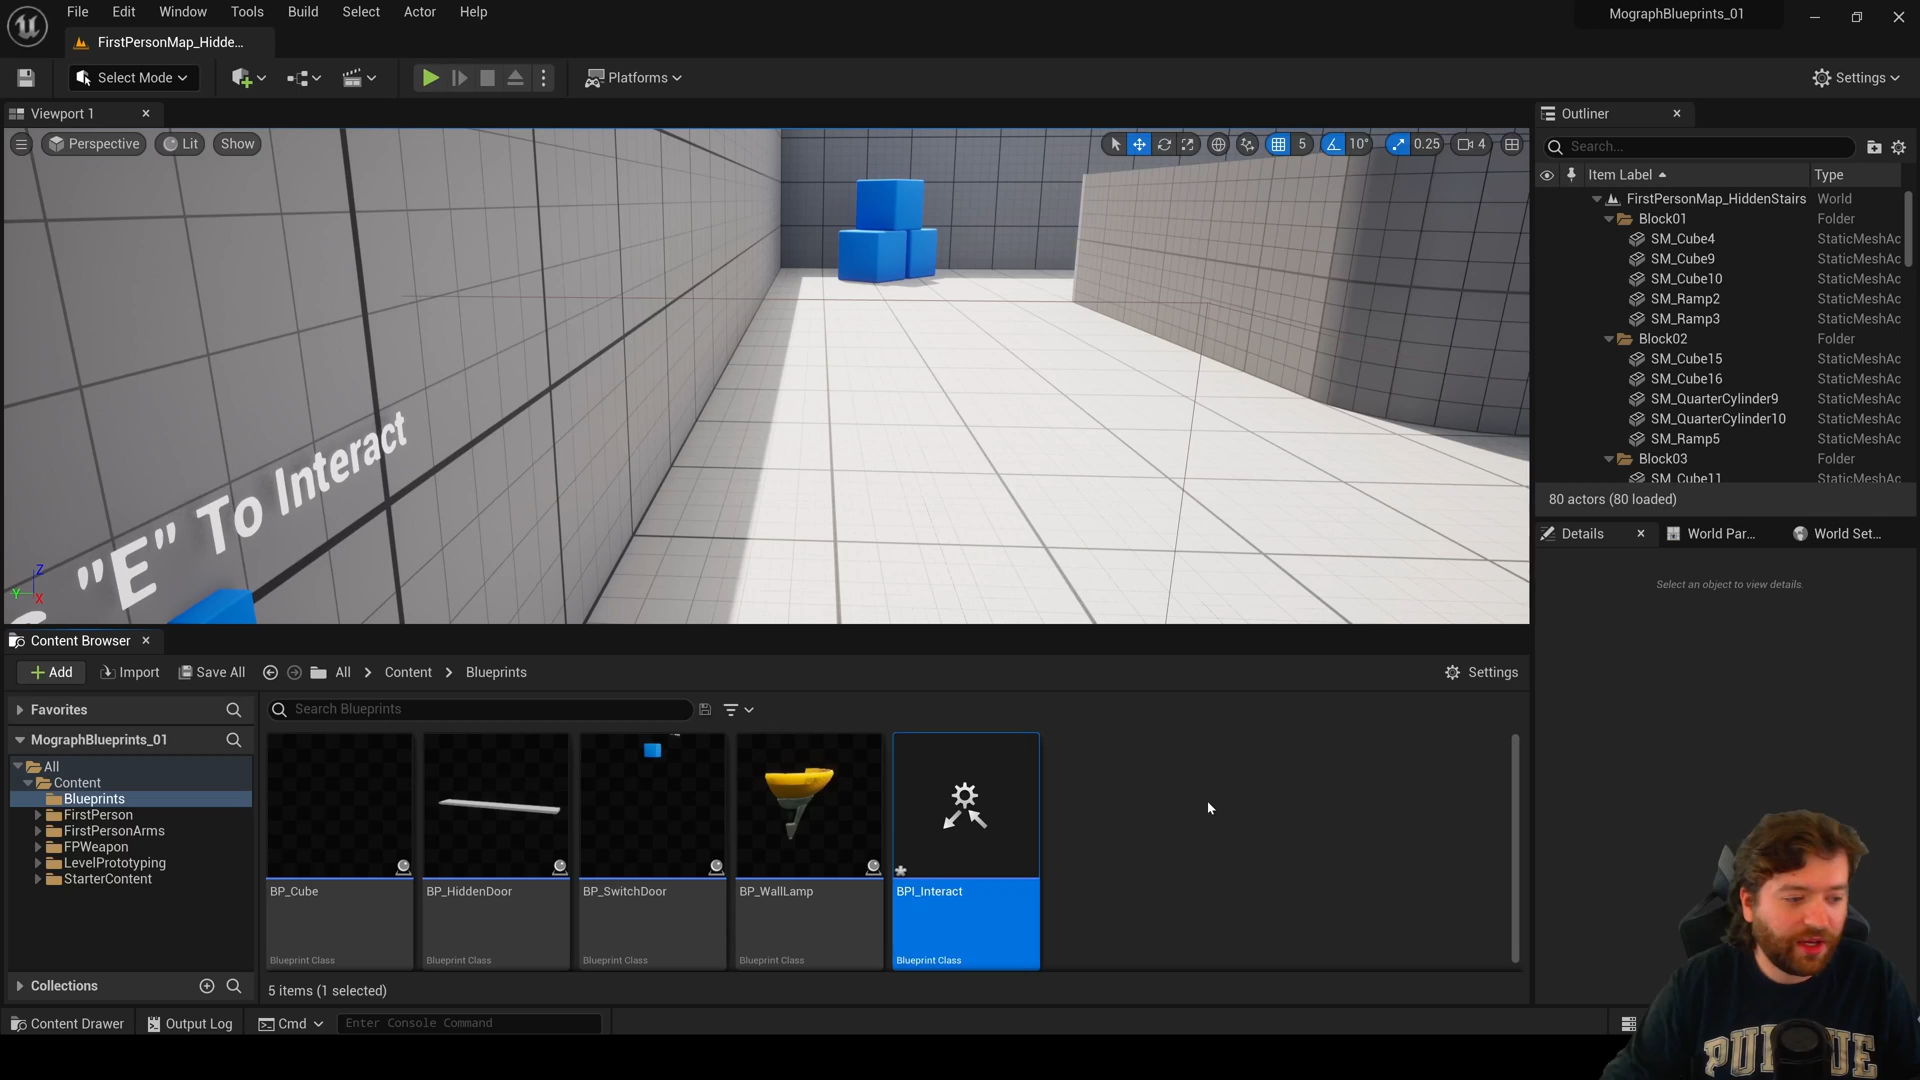 File Edit Window Tools Build Select Actor Help
MographBlueprints_01
FirstPersonMap_Hidde...
Select Mode
Platforms
Settings
Viewport 1
Outliner
Perspective
Lit
Show
5
10°
0.25
4
Search...
Item Label
Type
FirstPersonMap_HiddenStairs World
Block01 Folder
SM_Cube4 StaticMeshAc
SM_Cube9 StaticMeshAc
SM_Cube10 StaticMeshAc
SM_Ramp2 StaticMeshAc
SM_Ramp3 StaticMeshAc
Block02 Folder
SM_Cube15 StaticMeshAc
SM_Cube16 StaticMeshAc
SM_QuarterCylinder9 StaticMeshAc
SM_QuarterCylinder10 StaticMeshAc
SM_Ramp5 StaticMeshAc
Block03 Folder
SM_Cube11 StaticMeshAc
80 actors (80 loaded)
"E" To Interact
Z
Y
X
Details
World Par...
World Set...
Select an object to view details.
Content Browser
Add
Import
Save All
All > Content > Blueprints
Settings
Favorites
Search Blueprints
MographBlueprints_01
All
Content
Blueprints
FirstPerson
FirstPersonArms
FPWeapon
LevelPrototyping
StarterContent
BP_Cube
BP_HiddenDoor
BP_SwitchDoor
BP_WallLamp
BPI_Interact
Blueprint Class
Blueprint Class
Blueprint Class
Blueprint Class
Blueprint Class
Collections
5 items (1 selected)
Content Drawer
Output Log
Cmd
Enter Console Command